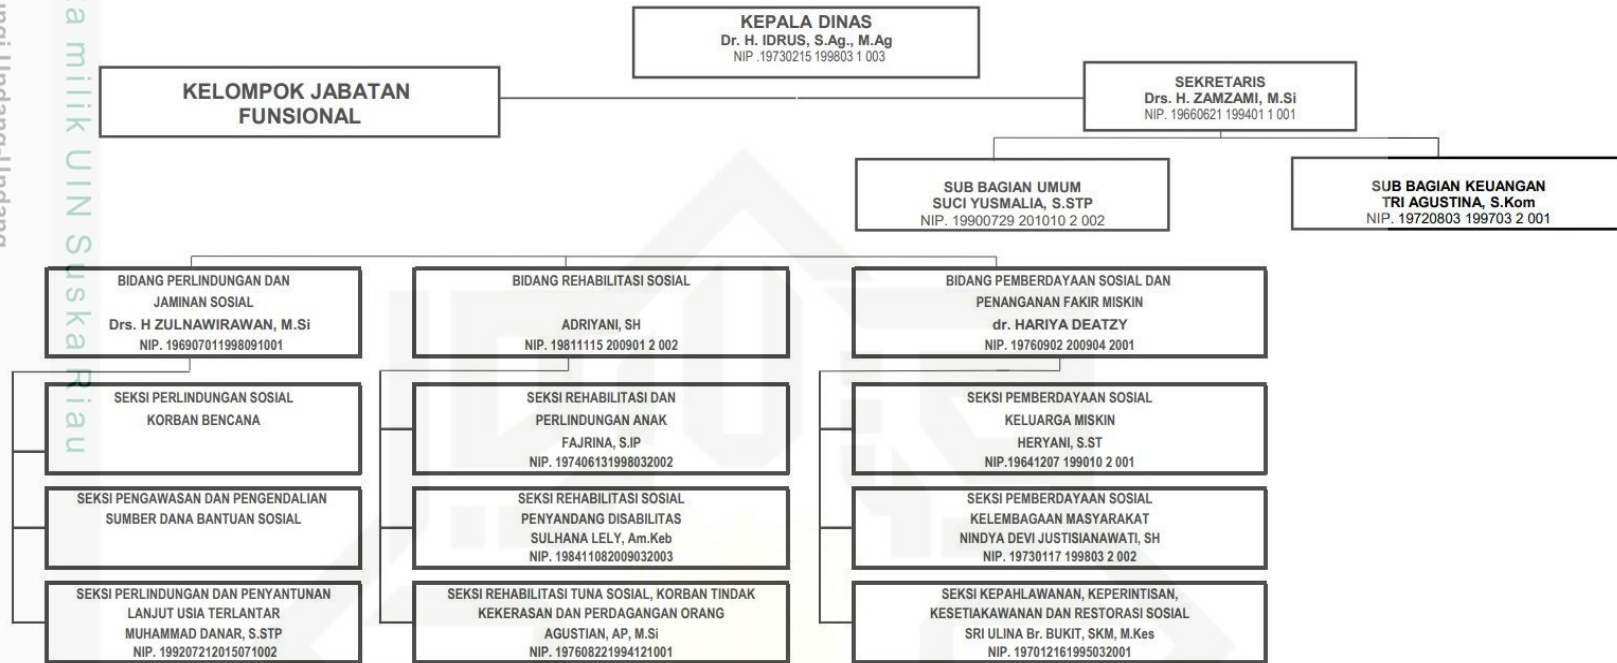 KEPALA DINAS
Dr. H. IDRUS, S.Ag., M.Ag
NIP .19730215 199803 1 003
KELOMPOK JABATAN
FUNSIONAL
SEKRETARIS
Drs. H. ZAMZAMI, M.Si
NIP. 19660621 199401 1 001
SUB BAGIAN UMUM
SUCI YUSMALIA, S.STP
NIP. 19900729 201010 2 002
SUB BAGIAN KEUANGAN
TRI AGUSTINA, S.Kom
NIP. 19720803 199703 2 001
BIDANG PERLINDUNGAN DAN
JAMINAN SOSIAL
Drs. H ZULNAWIRAWAN, M.Si
NIP. 196907011998091001
BIDANG REHABILITASI SOSIAL
ADRIYANI, SH
NIP. 19811115 200901 2 002
BIDANG PEMBERDAYAAN SOSIAL DAN
PENANGANAN FAKIR MISKIN
dr. HARIYA DEATZY
NIP. 19760902 200904 2001
SEKSI PERLINDUNGAN SOSIAL
KORBAN BENCANA
SEKSI REHABILITASI DAN
PERLINDUNGAN ANAK
FAJRINA, S.IP
NIP. 197406131998032002
SEKSI PEMBERDAYAAN SOSIAL
KELUARGA MISKIN
HERYANI, S.ST
NIP.19641207 199010 2 001
SEKSI PENGAWASAN DAN PENGENDALIAN
SUMBER DANA BANTUAN SOSIAL
SEKSI REHABILITASI SOSIAL
PENYANDANG DISABILITAS
SULHANA LELY, Am.Keb
NIP. 198411082009032003
SEKSI PEMBERDAYAAN SOSIAL
KELEMBAGAAN MASYARAKAT
NINDYA DEVI JUSTISIANAWATI, SH
NIP. 19730117 199803 2 002
SEKSI PERLINDUNGAN DAN PENYANTUNAN
LANJUT USIA TERLANTAR
MUHAMMAD DANAR, S.STP
NIP. 199207212015071002
SEKSI REHABILITASI TUNA SOSIAL, KORBAN TINDAK
KEKERASAN DAN PERDAGANGAN ORANG
AGUSTIAN, AP, M.Si
NIP. 197608221994121001
SEKSI KEPAHLAWANAN, KEPERINTISAN,
KESETIAKAWANAN DAN RESTORASI SOSIAL
SRI ULINA Br. BUKIT, SKM, M.Kes
NIP. 197012161995032001
milik UIN Suska Riau